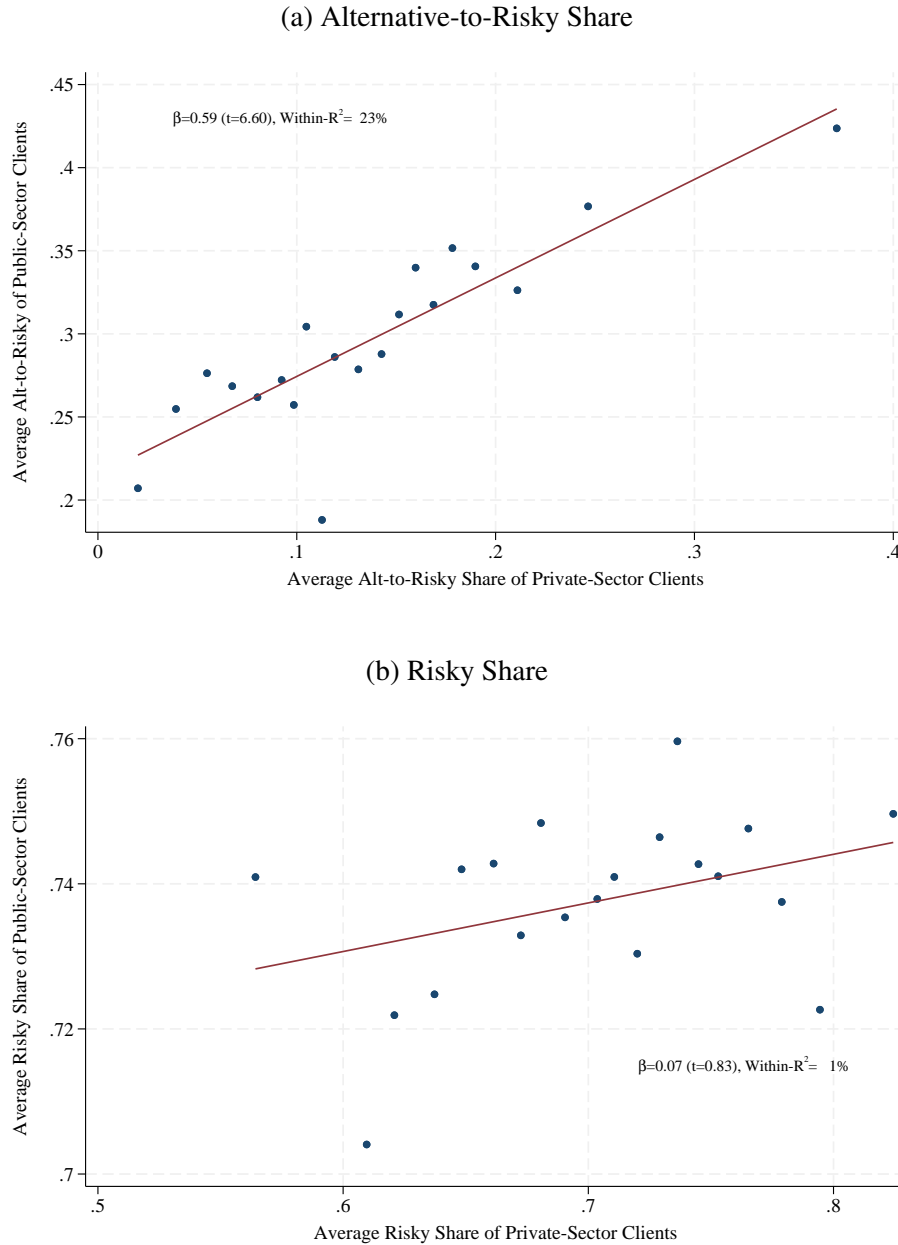 (a) Alternative-to-Risky Share
.45
β=0.59 (t=6.60), Within-R²= 23%
.4
.35
.3
.25
.2
Average Alt-to-Risky of Public-Sector Clients
0 .1 .2 .3 .4
Average Alt-to-Risky Share of Private-Sector Clients
(b) Risky Share
.76
.74
.72
β=0.07 (t=0.83), Within-R²= 1%
.7
Average Risky Share of Public-Sector Clients
.5 .6 .7 .8
Average Risky Share of Private-Sector Clients